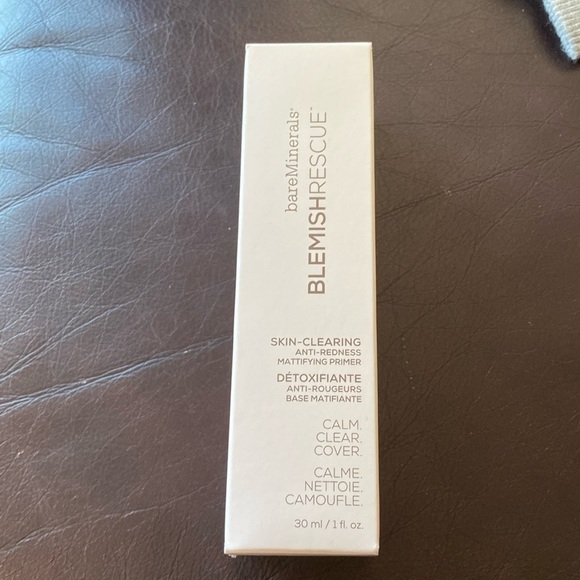 bareMinerals®
BLEMISHRESCUE™
SKIN-CLEARING
ANTI-REDNESS
MATTIFYING PRIMER
DÉTOXIFIANTE
ANTI-ROUGEURS
BASE MATIFIANTE
CALM.
CLEAR.
COVER.
CALME.
NETTOIE.
CAMOUFLE.
30 ml / 1 fl. oz.